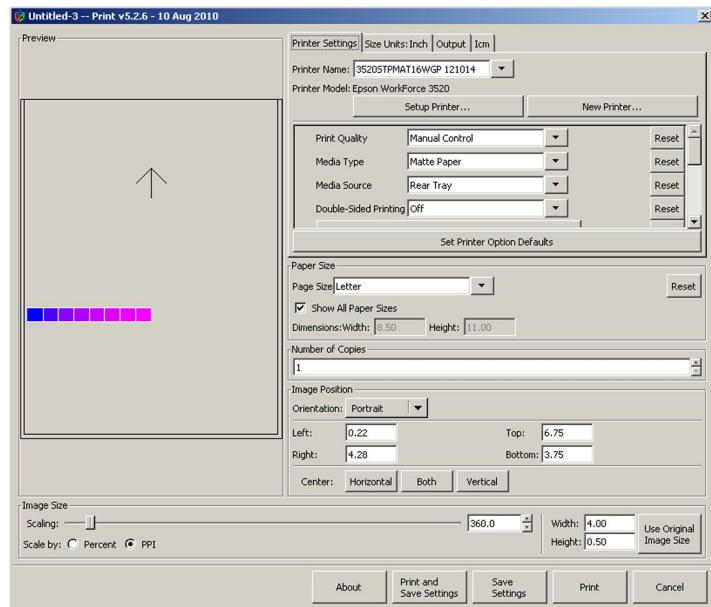 Untitled-3 -- Print v5.2.6 - 10 Aug 2010
Preview
Printer Settings Size Units:Inch Output Icm
Printer Name: 3520STPMAT16WGP 121014
Printer Model: Epson WorkForce 3520
Setup Printer... New Printer...
Print Quality Manual Control Reset
Media Type Matte Paper Reset
Media Source Rear Tray Reset
Double-Sided Printing Off Reset
Set Printer Option Defaults
Paper Size
Page Size Letter Reset
Show All Paper Sizes
Dimensions:Width: 8.50 Height: 11.00
Number of Copies
1
Image Position
Orientation: Portrait
Left: 0.22 Top: 6.75
Right: 4.28 Bottom: 3.75
Center: Horizontal Both Vertical
Image Size
Scaling: 360.0 Width: 4.00
Scale by: Percent PPI Height: 0.50
Use Original
Image Size
About Print and Save Settings Save Settings Print Cancel